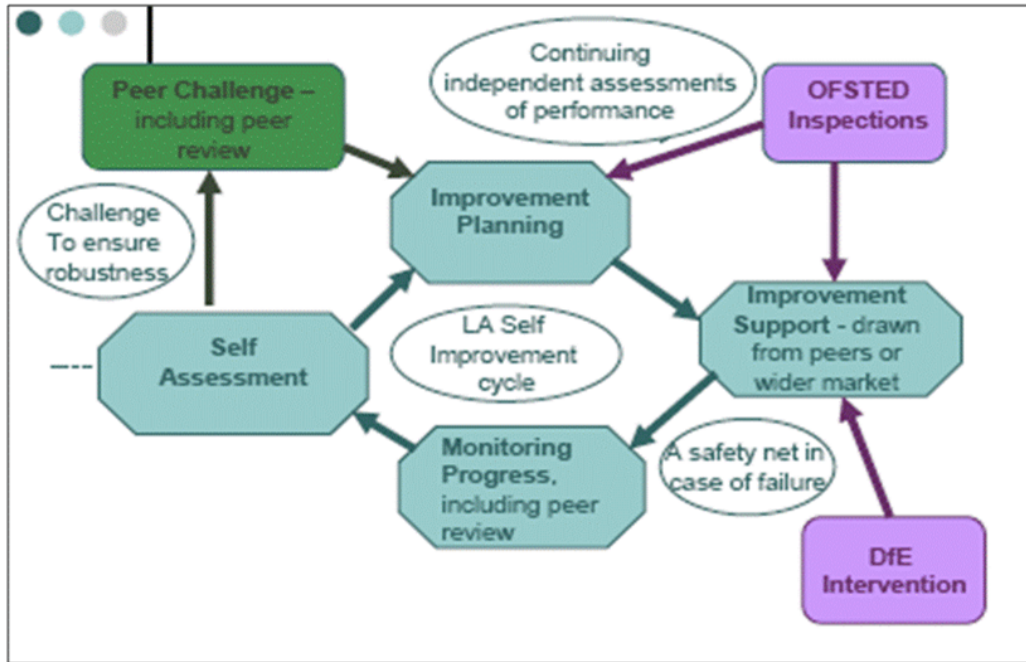 Peer Challenge –
including peer
review
Continuing
independent assessments
of performance
OFSTED
Inspections
Challenge
To ensure
robustness
Improvement
Planning
Self
Assessment
LA Self
Improvement
cycle
Improvement
Support - drawn
from peers or
wider market
Monitoring
Progress,
including peer
review
A safety net in
case of failure
DfE
Intervention